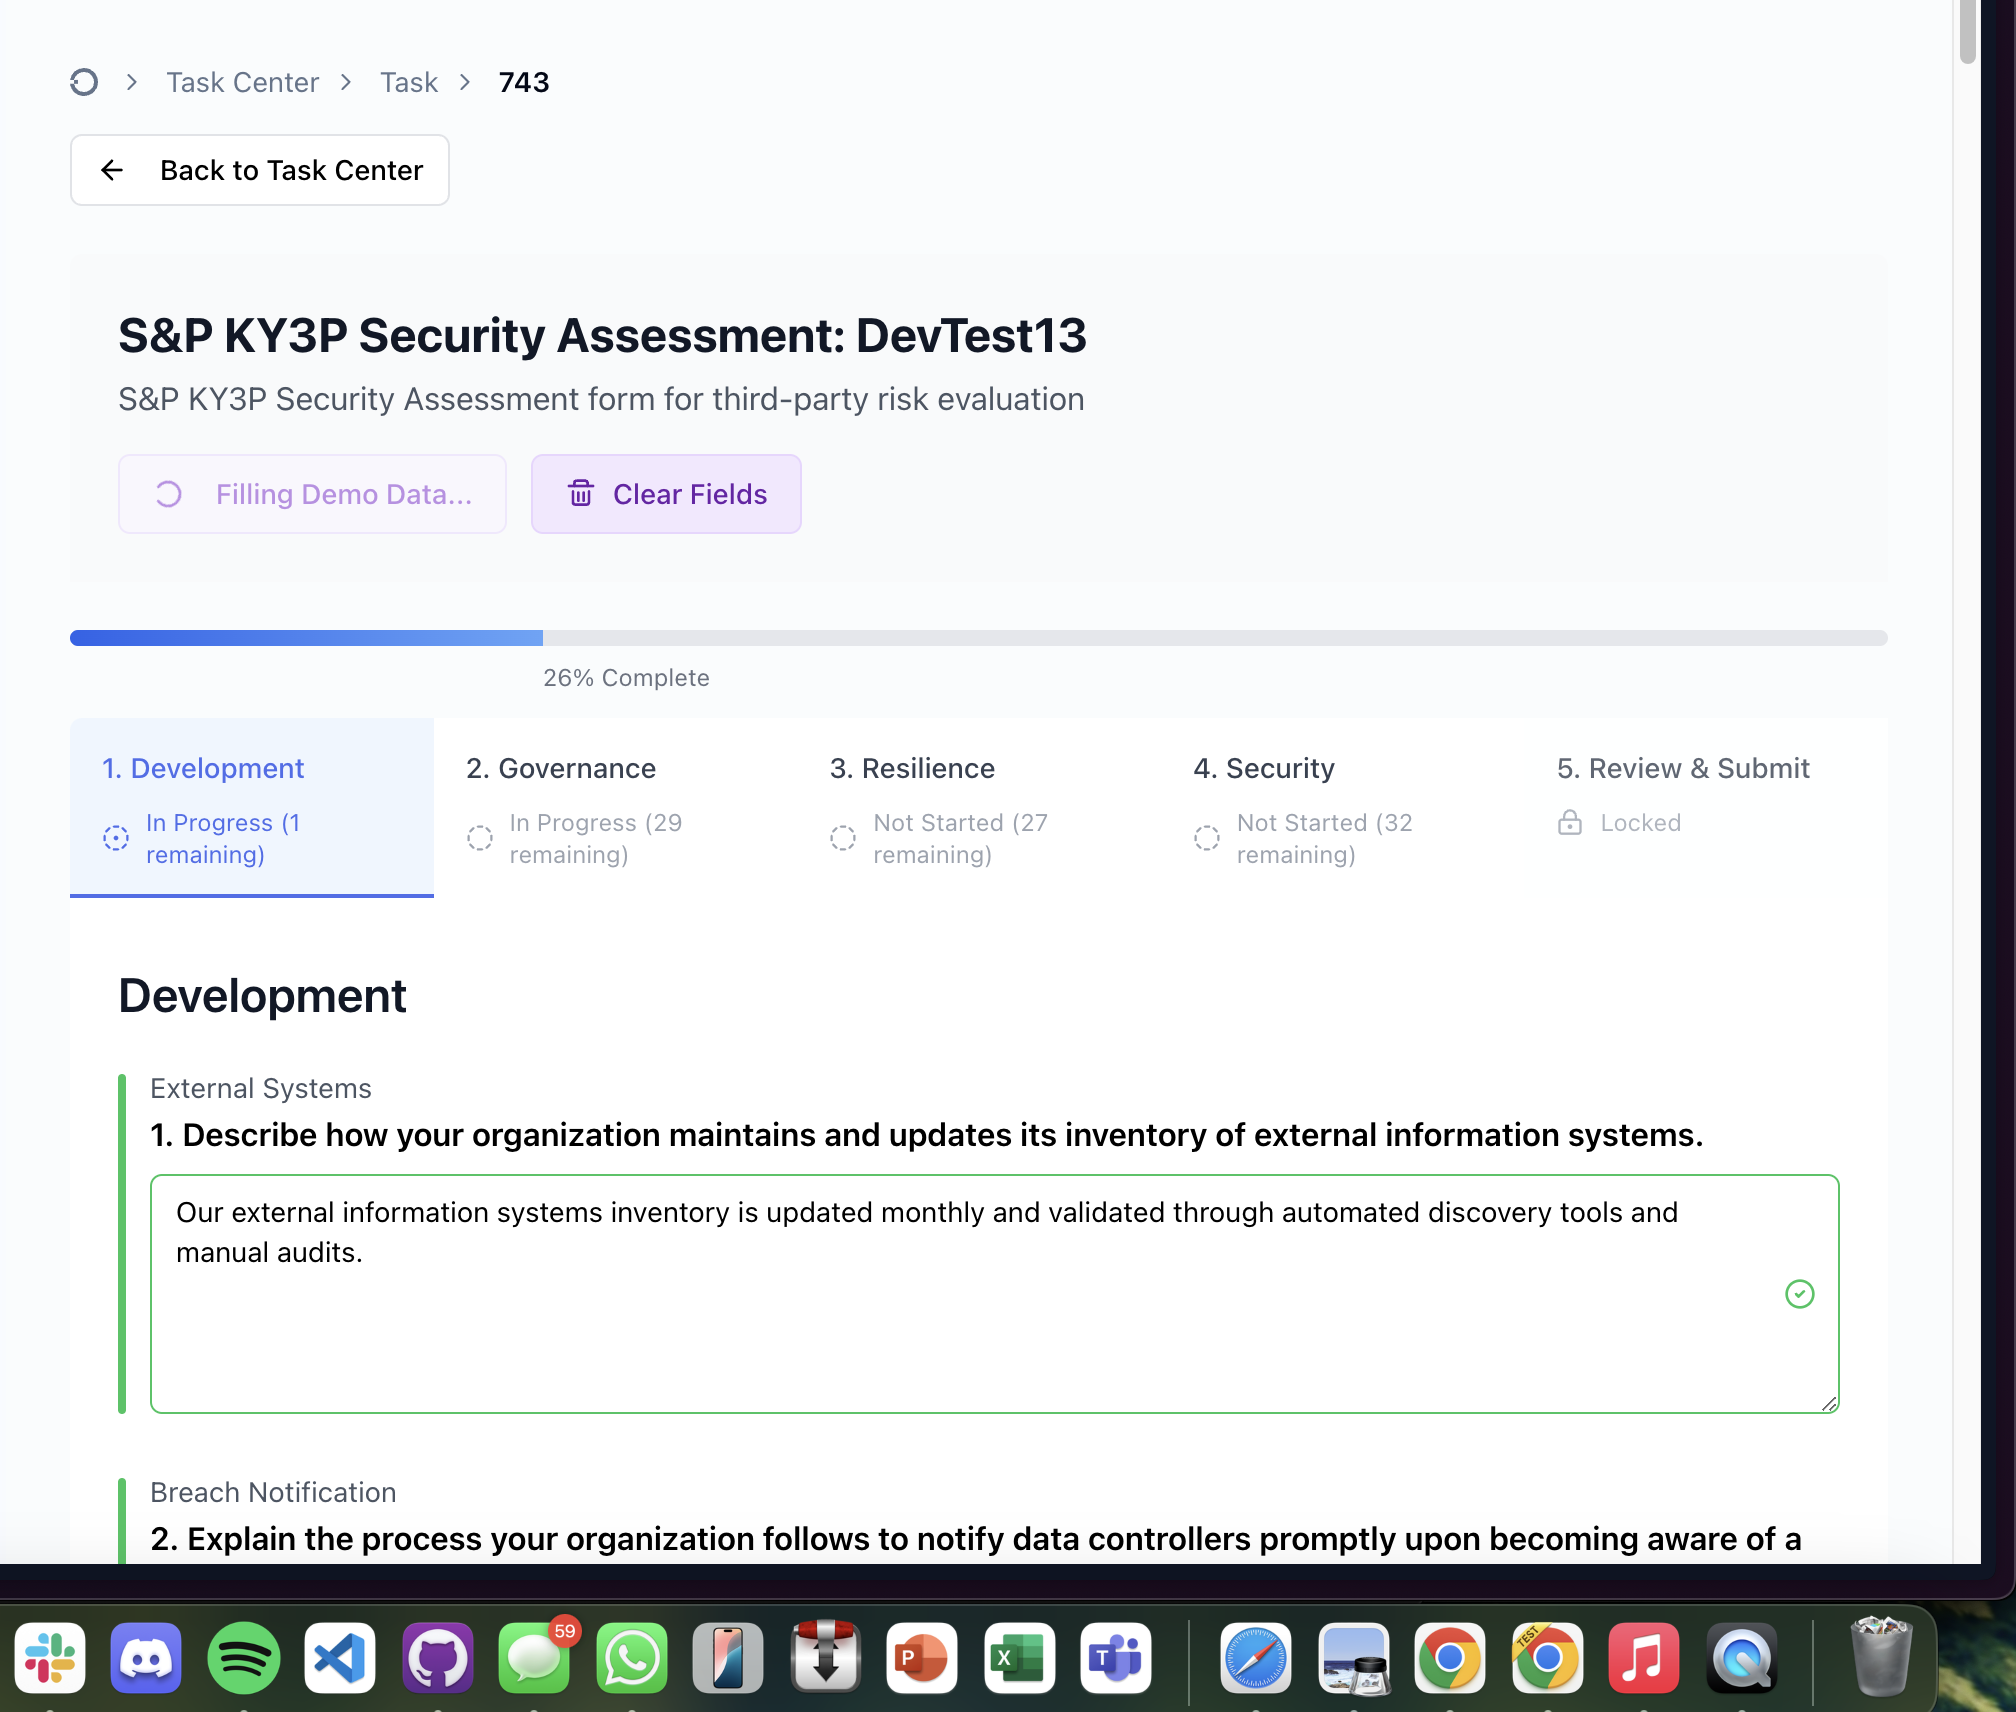 Task Center
Task
743
Back to Task Center
S&P KY3P Security Assessment: DevTest13
S&P KY3P Security Assessment form for third-party risk evaluation
Filling Demo Data...
Clear Fields
26% Complete
1. Development
In Progress (1
remaining)
2. Governance
In Progress (29
remaining)
3. Resilience
Not Started (27
remaining)
4. Security
Not Started (32
remaining)
5. Review & Submit
Locked
Development
External Systems
1. Describe how your organization maintains and updates its inventory of external information systems.
Our external information systems inventory is updated monthly and validated through automated discovery tools and
manual audits.
Breach Notification
2. Explain the process your organization follows to notify data controllers promptly upon becoming aware of a
59
P
X
T
TEST